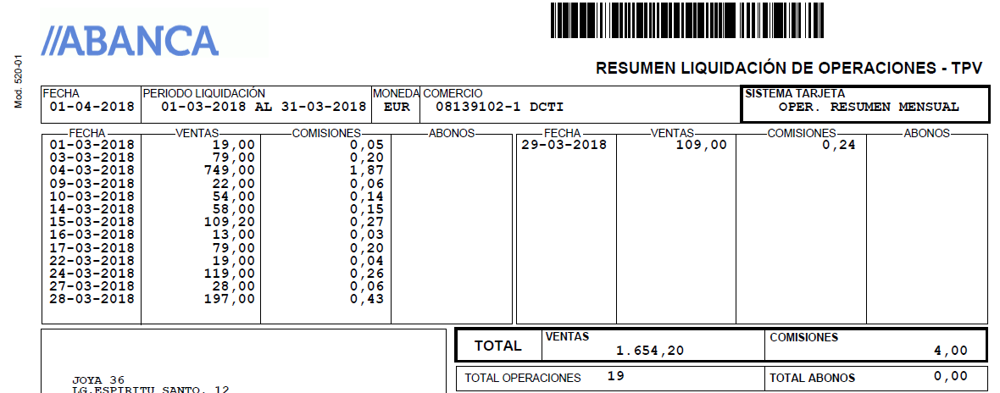 //ABANCA
Mod. 520-01
RESUMEN LIQUIDACIÓN DE OPERACIONES - TPV
FECHA PERIODO LIQUIDACIÓN MONEDA COMERCIO SISTEMA TARJETA
01-04-2018 01-03-2018 AL 31-03-2018 EUR 08139102-1 DCTI OPER. RESUMEN MENSUAL
FECHA VENTAS COMISIONES ABONOS FECHA VENTAS COMISIONES ABONOS
01-03-2018 19,00 0,05 29-03-2018 109,00 0,24
03-03-2018 79,00 0,20
04-03-2018 749,00 1,87
09-03-2018 22,00 0,06
10-03-2018 54,00 0,14
14-03-2018 58,00 0,15
15-03-2018 109,20 0,27
16-03-2018 13,00 0,03
17-03-2018 79,00 0,20
22-03-2018 19,00 0,04
24-03-2018 119,00 0,26
27-03-2018 28,00 0,06
28-03-2018 197,00 0,43
TOTAL VENTAS COMISIONES
1.654,20 4,00
TOTAL OPERACIONES 19 TOTAL ABONOS 0,00
JOYA 36
LG.ESPIRITU SANTO, 12